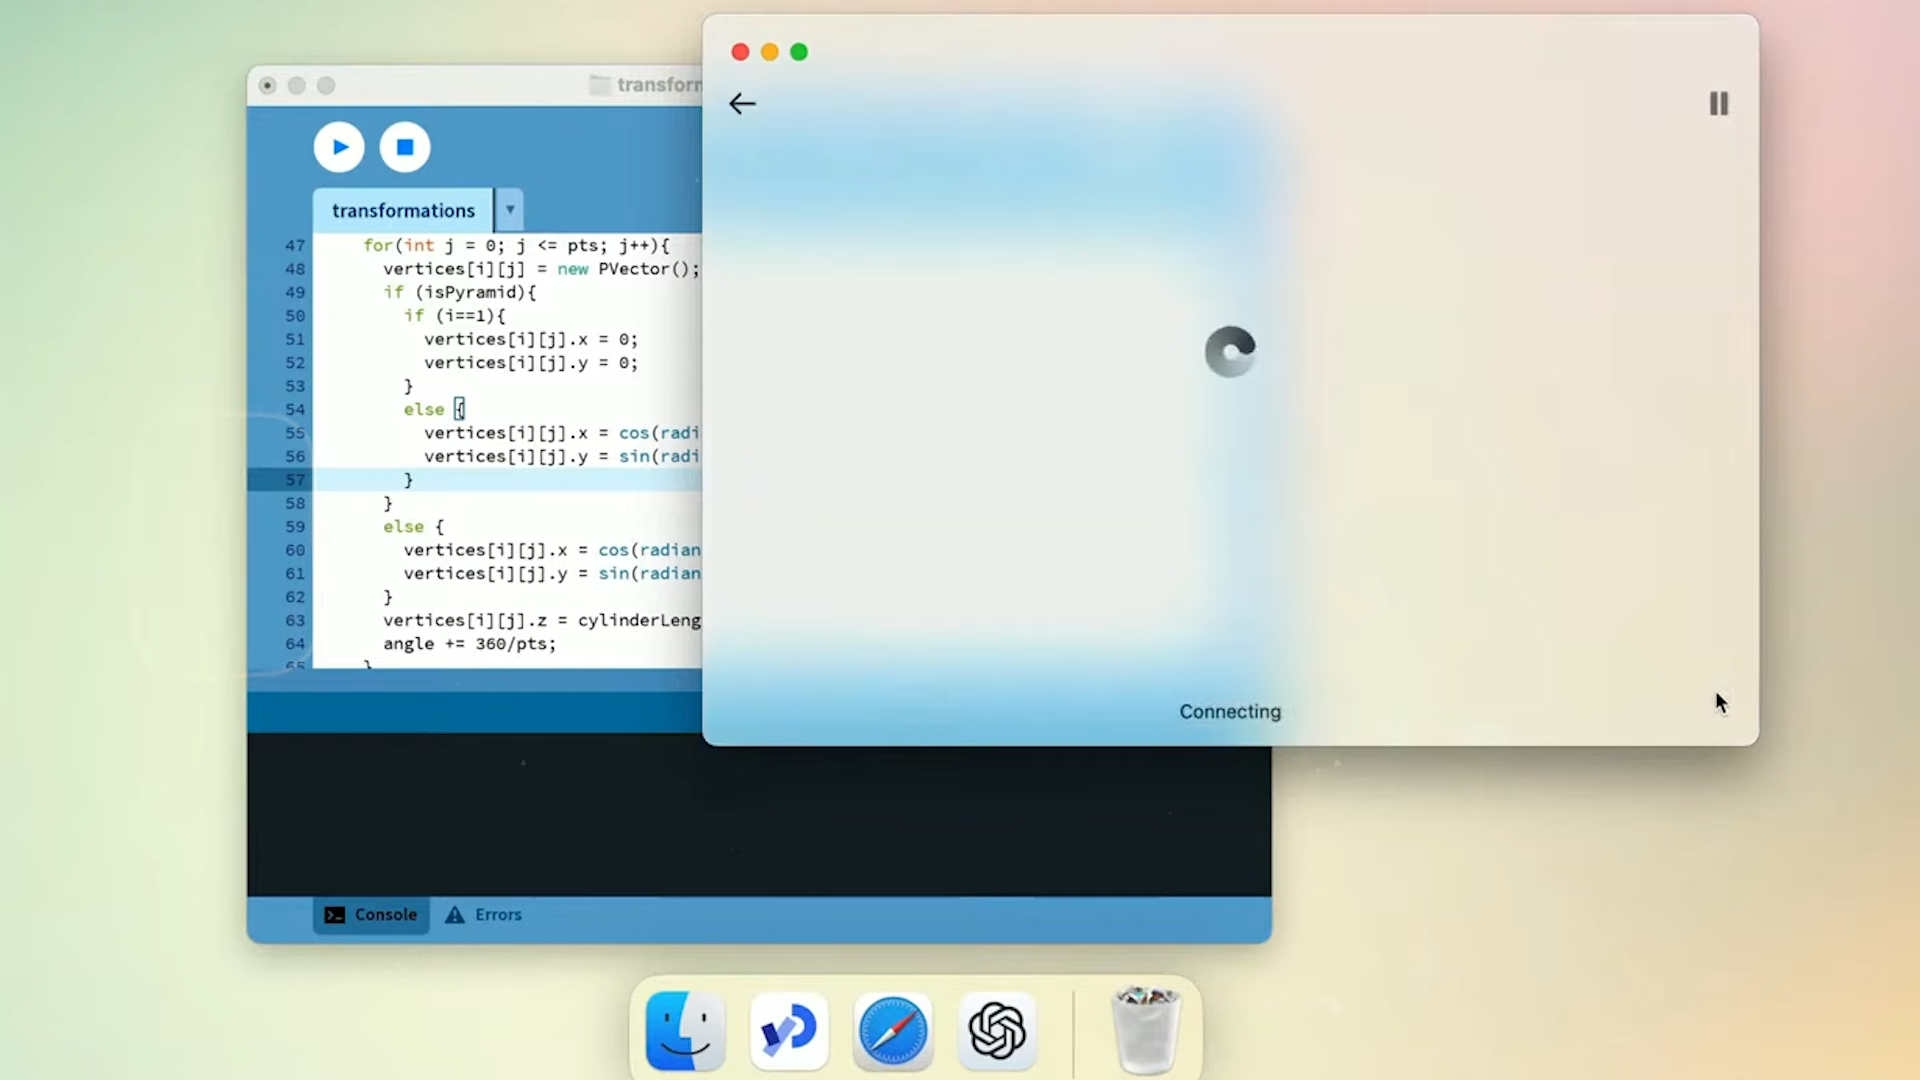 transforn
transformations
47 for(int j = 0; j <= pts; j++){
48 vertices[i][j] = new PVector();
49 if (isPyramid){
50 if (i==1){
51 vertices[i][j].x = 0;
52 vertices[i][j].y = 0;
53 }
54 else {
55 vertices[i][j].x = cos(radi
56 vertices[i][j].y = sin(radi
57 }
58 }
59 else {
60 vertices[i][j].x = cos(radian
61 vertices[i][j].y = sin(radian
62 }
63 vertices[i][j].z = cylinderLeng
64 angle += 360/pts;
65 }
Connecting
Console Errors